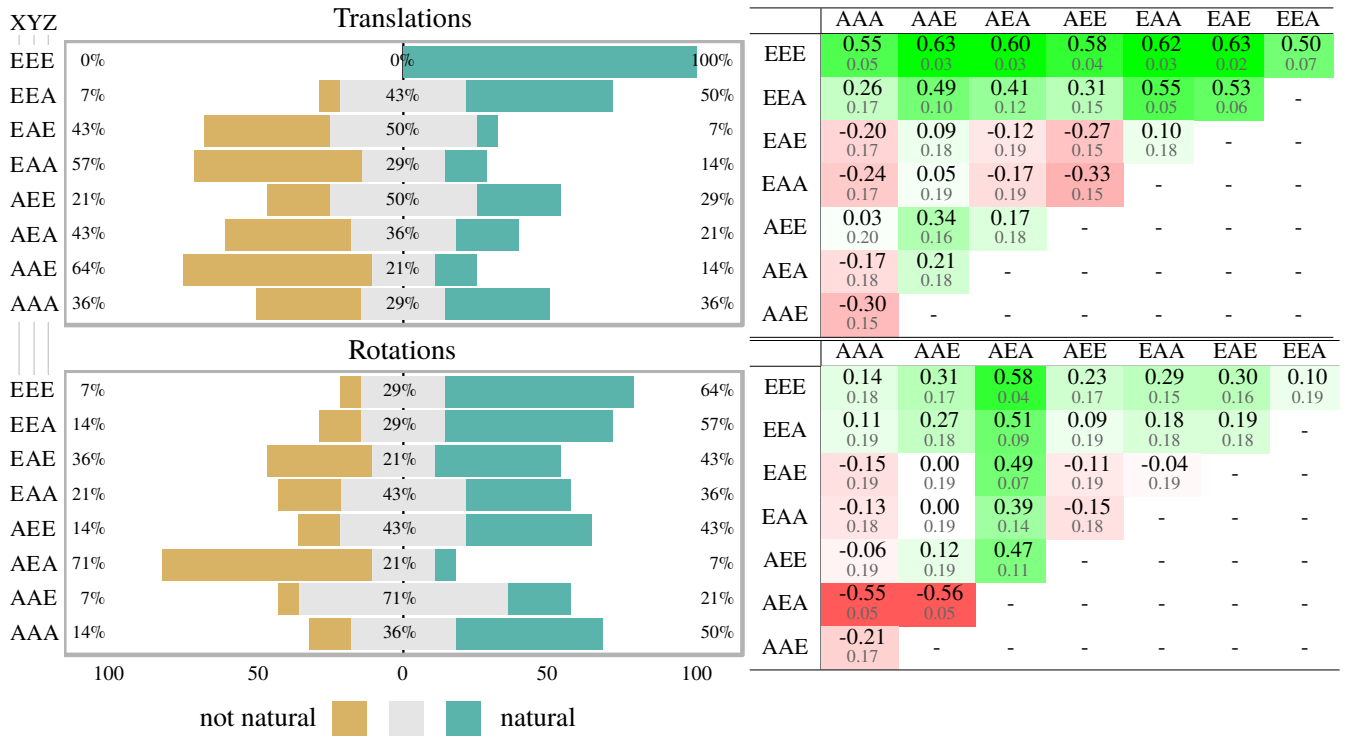 XYZ Translations
EEE 0% 0% 100%
EEA 7% 43% 50%
EAE 43% 50% 7%
EAA 57% 29% 14%
AEE 21% 50% 29%
AEA 43% 36% 21%
AAE 64% 21% 14%
AAA 36% 29% 36%
Rotations
EEE 7% 29% 64%
EEA 14% 29% 57%
EAE 36% 21% 43%
EAA 21% 43% 36%
AEE 14% 43% 43%
AEA 71% 21% 7%
AAE 7% 71% 21%
AAA 14% 36% 50%
100 50 0 50 100
not natural natural
AAA AAE AEA AEE EAA EAE EEA
EEE 0.55 0.63 0.60 0.58 0.62 0.63 0.50
0.05 0.03 0.03 0.04 0.03 0.02 0.07
EEA 0.26 0.49 0.41 0.31 0.55 0.53 -
0.17 0.10 0.12 0.15 0.05 0.06
EAE -0.20 0.09 -0.12 -0.27 0.10 - -
0.17 0.18 0.19 0.15 0.18
EAA -0.24 0.05 -0.17 -0.33 - - -
0.17 0.19 0.19 0.15
AEE 0.03 0.34 0.17 - - - -
0.20 0.16 0.18
AEA -0.17 0.21 - - - - -
0.18 0.18
AAE -0.30 - - - - - -
0.15
AAA AAE AEA AEE EAA EAE EEA
EEE 0.14 0.31 0.58 0.23 0.29 0.30 0.10
0.18 0.17 0.04 0.17 0.15 0.16 0.19
EEA 0.11 0.27 0.51 0.09 0.18 0.19 -
0.19 0.18 0.09 0.19 0.18 0.18
EAE -0.15 0.00 0.49 -0.11 -0.04 - -
0.19 0.19 0.07 0.19 0.19
EAA -0.13 0.00 0.39 -0.15 - - -
0.18 0.19 0.14 0.18
AEE -0.06 0.12 0.47 - - - -
0.19 0.19 0.11
AEA -0.55 -0.56 - - - - -
0.05 0.05
AAE -0.21 - - - - - -
0.17